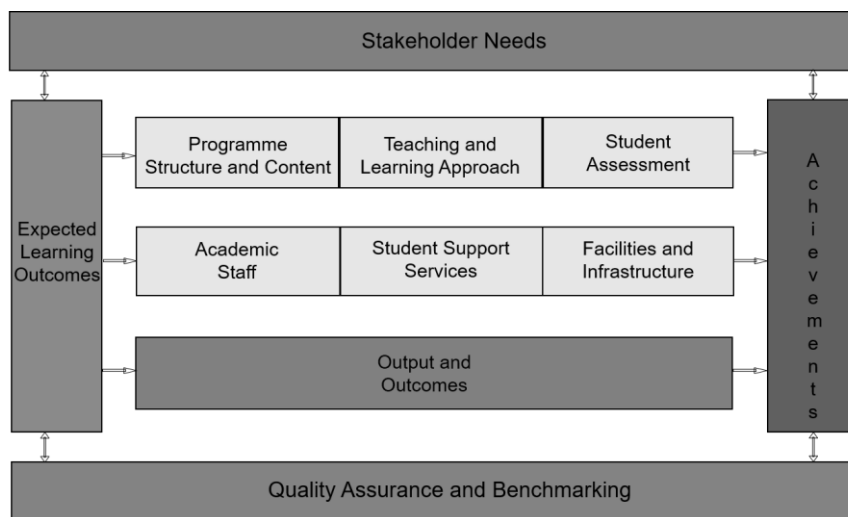 Stakeholder Needs
Programme
Structure and Content
Teaching and
Learning Approach
Student
Assessment
Expected
Learning
Outcomes
Academic
Staff
Student Support
Services
Facilities and
Infrastructure
Output and
Outcomes
Achievements
Quality Assurance and Benchmarking